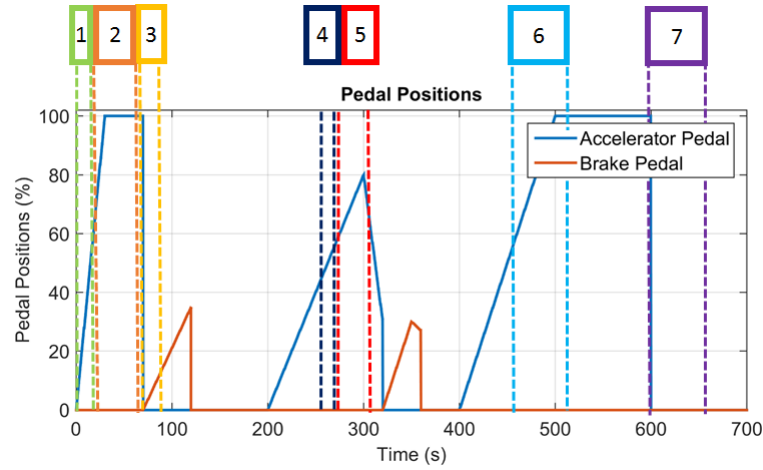 1 2 3 4 5 6 7
Pedal Positions
100
80
60
40
20
0
Pedal Positions (%)
Accelerator Pedal
Brake Pedal
0 100 200 300 400 500 600 700
Time (s)